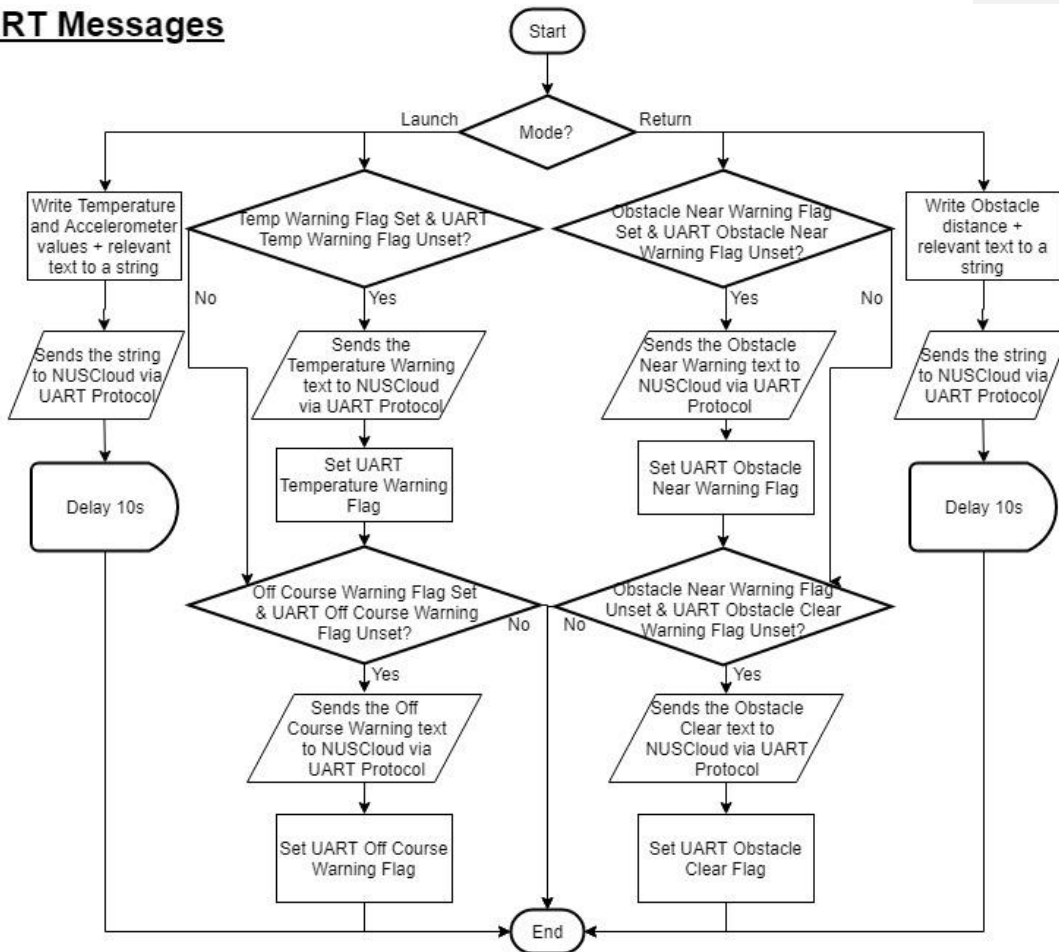 RT Messages
Start
Mode?
Launch
Return
Write Temperature
and Accelerometer
values + relevant
text to a string
Temp Warning Flag Set & UART
Temp Warning Flag Unset?
Obstacle Near Warning Flag
Set & UART Obstacle Near
Warning Flag Unset?
Write Obstacle
distance +
relevant text to a
string
No
Yes
Yes
No
Sends the string
to NUSCloud via
UART Protocol
Sends the
Temperature Warning
text to NUSCloud
via UART Protocol
Sends the Obstacle
Near Warning text to
NUSCloud via UART
Protocol
Sends the string
to NUSCloud via
UART Protocol
Delay 10s
Set UART
Temperature Warning
Flag
Set UART Obstacle
Near Warning Flag
Delay 10s
Off Course Warning Flag Set
& UART Off Course Warning
Flag Unset?
Obstacle Near Warning Flag
Unset & UART Obstacle Clear
Warning Flag Unset?
No
No
Yes
Yes
Sends the Off
Course Warning text
to NUSCloud via
UART Protocol
Sends the Obstacle
Clear text to
NUSCloud via UART
Protocol
Set UART Off Course
Warning Flag
Set UART Obstacle
Clear Flag
End